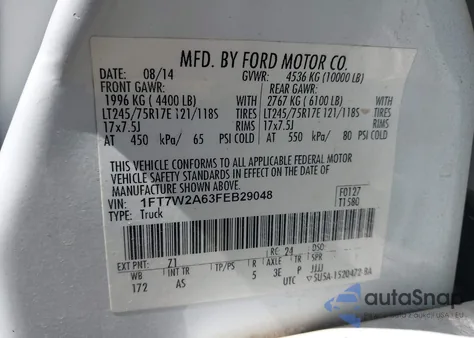 MFD. BY FORD MOTOR CO.
DATE: 08/14 GVWR: 4536 KG (10000 LB)
FRONT GAWR: REAR GAWR:
1996 KG (4400 LB) WITH 2767 KG (6100 LB) WITH
LT245/75R17E 121/118S TIRES LT245/75R17E 121/118S TIRES
17x7.5J RIMS 17x7.5J RIMS
AT 450 kPa/ 65 PSI COLD AT 550 kPa/ 80 PSI COLD
THIS VEHICLE CONFORMS TO ALL APPLICABLE FEDERAL MOTOR
VEHICLE SAFETY STANDARDS IN EFFECT ON THE DATE OF
MANUFACTURE SHOWN ABOVE.
VIN: 1FT7W2A63FEB29048 F0127
TYPE: Truck T1580
EXT PNT: Z1 RC: 24 DSO:
WB INT TR TP/PS R AXLE TR SPR
172 AS 5 3E P JJJJ
UTC
autaSnap